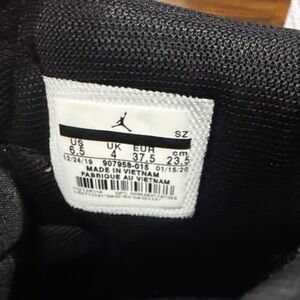 SZ
US UK EUR cm
6.5 4 37.5 23.5
12/24/19 907958-015 01/15/20
MADE IN VIETNAM
FABRIQUE AU VIETNAM